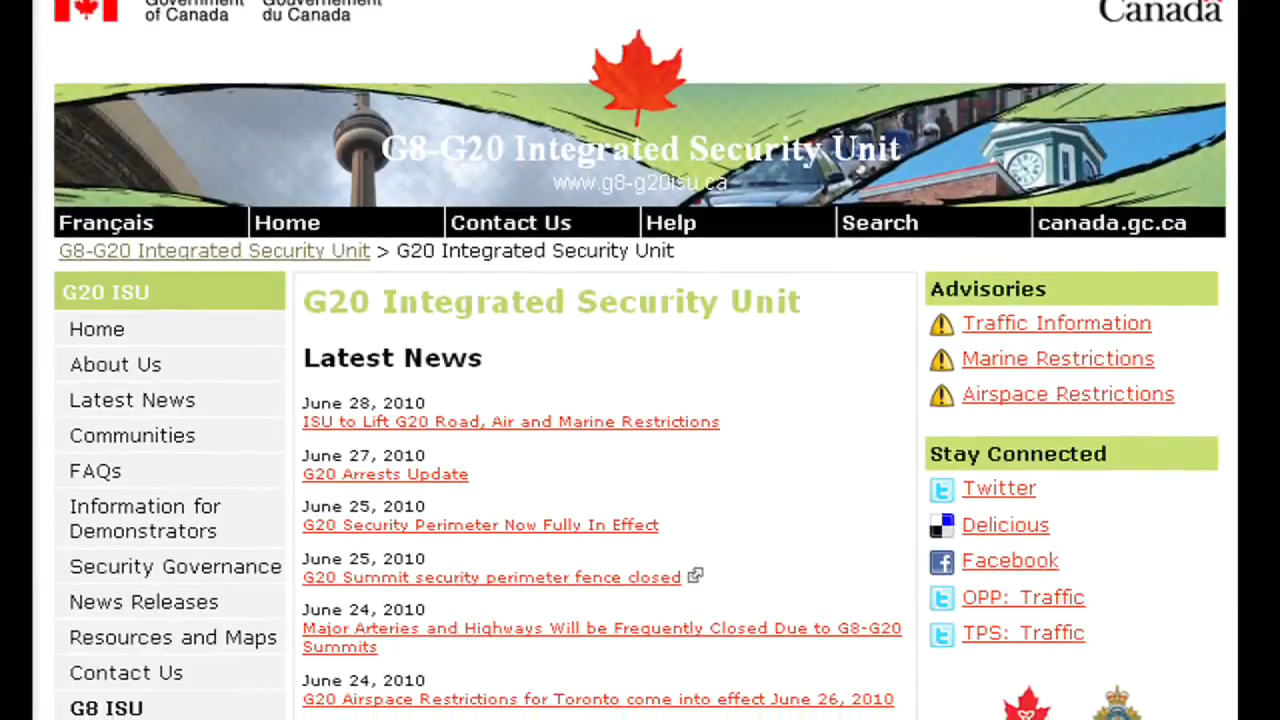 Government Gouvernement
of Canada du Canada
Canada
G8-G20 Integrated Security Unit
www.g8-g20isu.ca
Français Home Contact Us Help Search canada.gc.ca
G8-G20 Integrated Security Unit > G20 Integrated Security Unit
G20 ISU
Home
About Us
Latest News
Communities
FAQs
Information for
Demonstrators
Security Governance
News Releases
Resources and Maps
Contact Us
G8 ISU
G20 Integrated Security Unit
Latest News
June 28, 2010
ISU to Lift G20 Road, Air and Marine Restrictions
June 27, 2010
G20 Arrests Update
June 25, 2010
G20 Security Perimeter Now Fully In Effect
June 25, 2010
G20 Summit security perimeter fence closed
June 24, 2010
Major Arteries and Highways Will be Frequently Closed Due to G8-G20
Summits
June 24, 2010
G20 Airspace Restrictions for Toronto come into effect June 26, 2010
Advisories
Traffic Information
Marine Restrictions
Airspace Restrictions
Stay Connected
Twitter
Delicious
Facebook
OPP: Traffic
TPS: Traffic